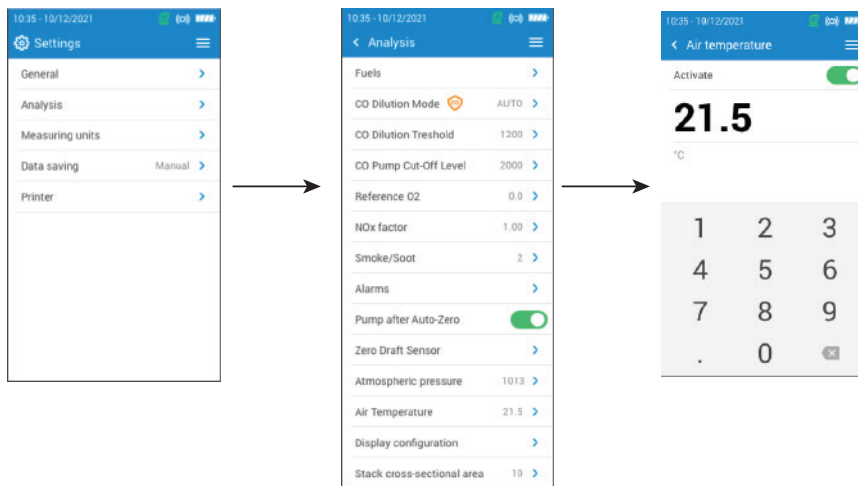 10:35 - 10/12/2021
Settings
General
Analysis
Measuring units
Data saving Manual
Printer
10:35 - 10/12/2021
Analysis
Fuels
CO Dilution Mode CO AUTO
CO Dilution Treshold 1200
CO Pump Cut-Off Level 2000
Reference O2 0.0
NOx factor 1.00
Smoke/Soot 2
Alarms
Pump after Auto-Zero
Zero Draft Sensor
Atmospheric pressure 1013
Air Temperature 21.5
Display configuration
Stack cross-sectional area 10
10:35 - 10/12/2021
Air temperature
Activate
21.5
°C
1 2 3
4 5 6
7 8 9
. 0